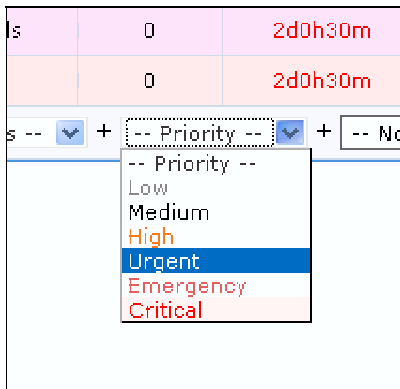 ls 0 2d0h30m
0 2d0h30m
s -- + -- Priority -- + -- No
-- Priority --
Low
Medium
High
Urgent
Emergency
Critical